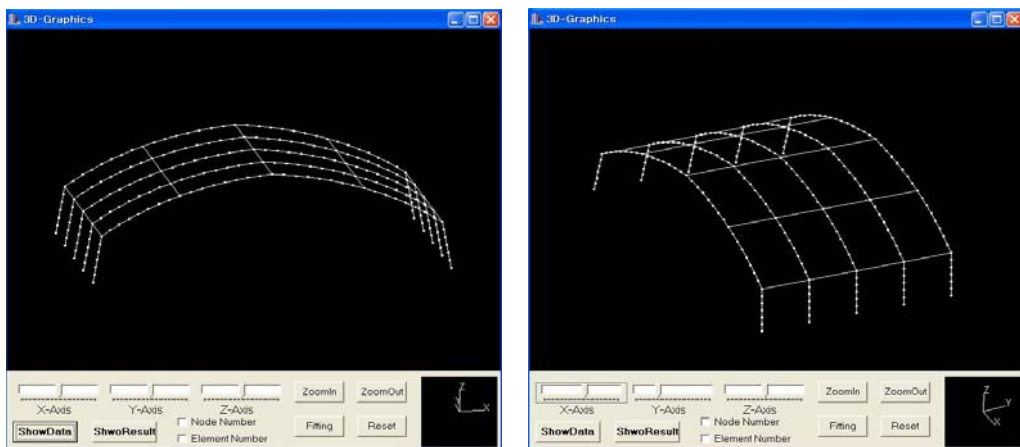 3D-Graphics
X-Axis Y-Axis Z-Axis ZoomIn ZoomOut
Node Number
ShowData ShwoResult Fitting Reset
Element Number
Z
X
3D-Graphics
X-Axis Y-Axis Z-Axis ZoomIn ZoomOut
Node Number
ShowData ShwoResult Fitting Reset
Element Number
Z
Y
X